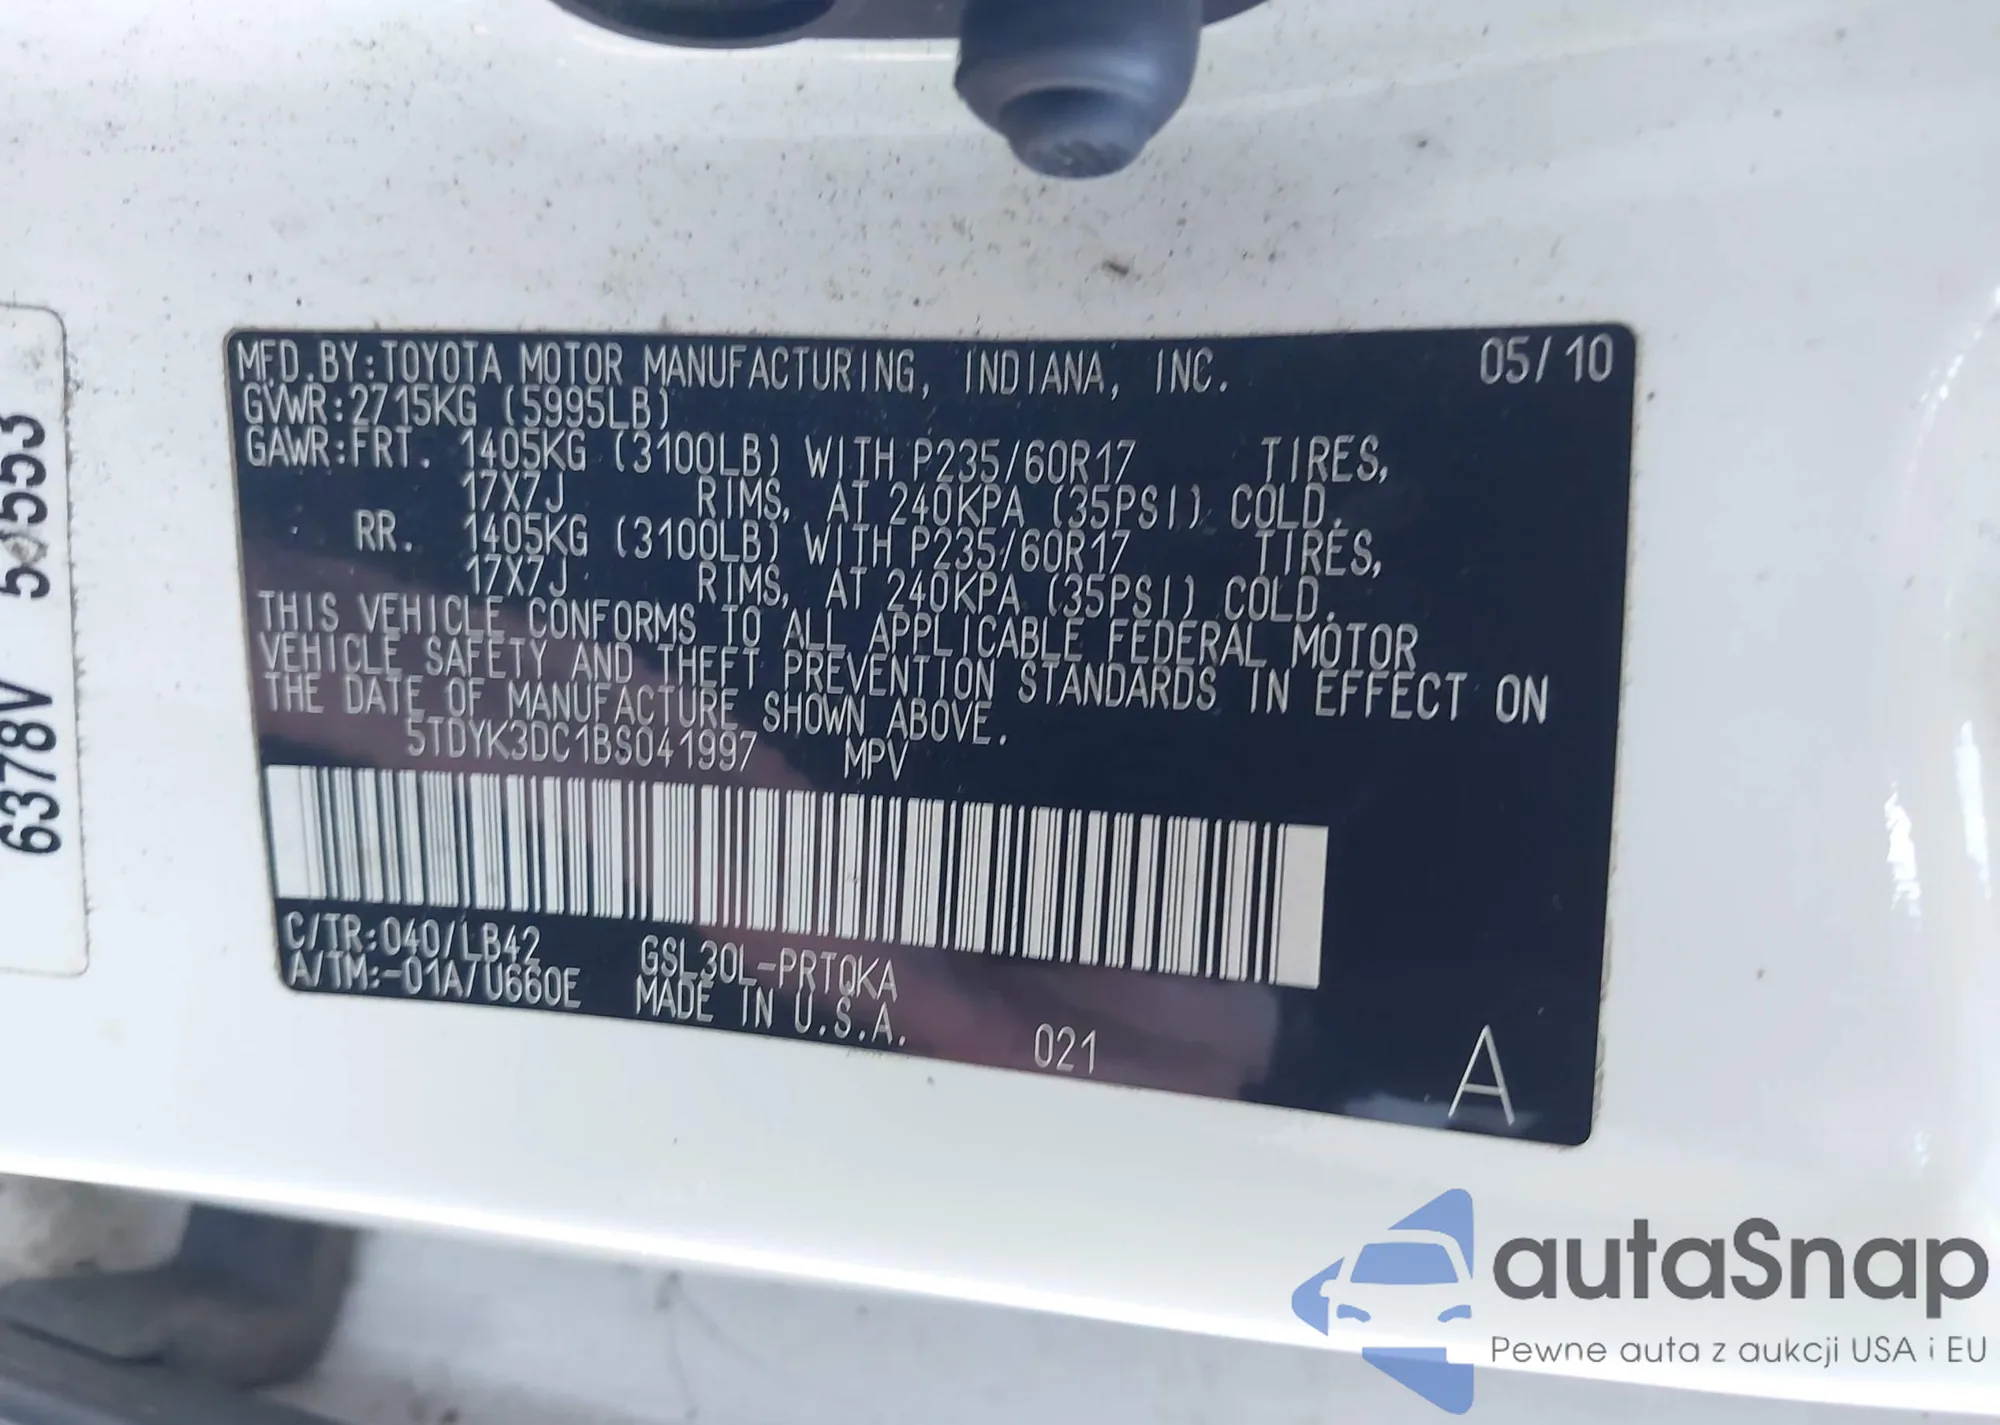 MFD.BY:TOYOTA MOTOR MANUFACTURING, INDIANA, INC. 05/10
GVWR:2715KG (5995LB)
GAWR:FRT. 1405KG (3100LB) WITH P235/60R17 TIRES,
17X7J RIMS, AT 240KPA (35PSI) COLD.
RR. 1405KG (3100LB) WITH P235/60R17 TIRES,
17X7J RIMS, AT 240KPA (35PSI) COLD.
THIS VEHICLE CONFORMS TO ALL APPLICABLE FEDERAL MOTOR
VEHICLE SAFETY AND THEFT PREVENTION STANDARDS IN EFFECT ON
THE DATE OF MANUFACTURE SHOWN ABOVE.
5TDYK3DC1BS041997 MPV
C/TR:040/LB42 GSL30L-PRTQKA
A/TM:-01A/U660E MADE IN U.S.A.
021
A
6378V
autaSnap
Pewne auta z aukcji USA i EU